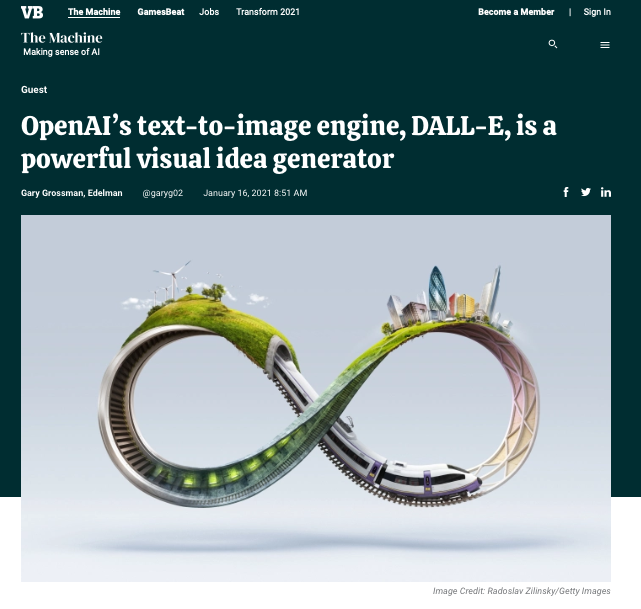 VB The Machine GamesBeat Jobs Transform 2021 Become a Member | Sign In
The Machine
Making sense of AI
Guest
OpenAI’s text-to-image engine, DALL-E, is a
powerful visual idea generator
Gary Grossman, Edelman @garyg02 January 16, 2021 8:51 AM
Image Credit: Radoslav Zilinsky/Getty Images